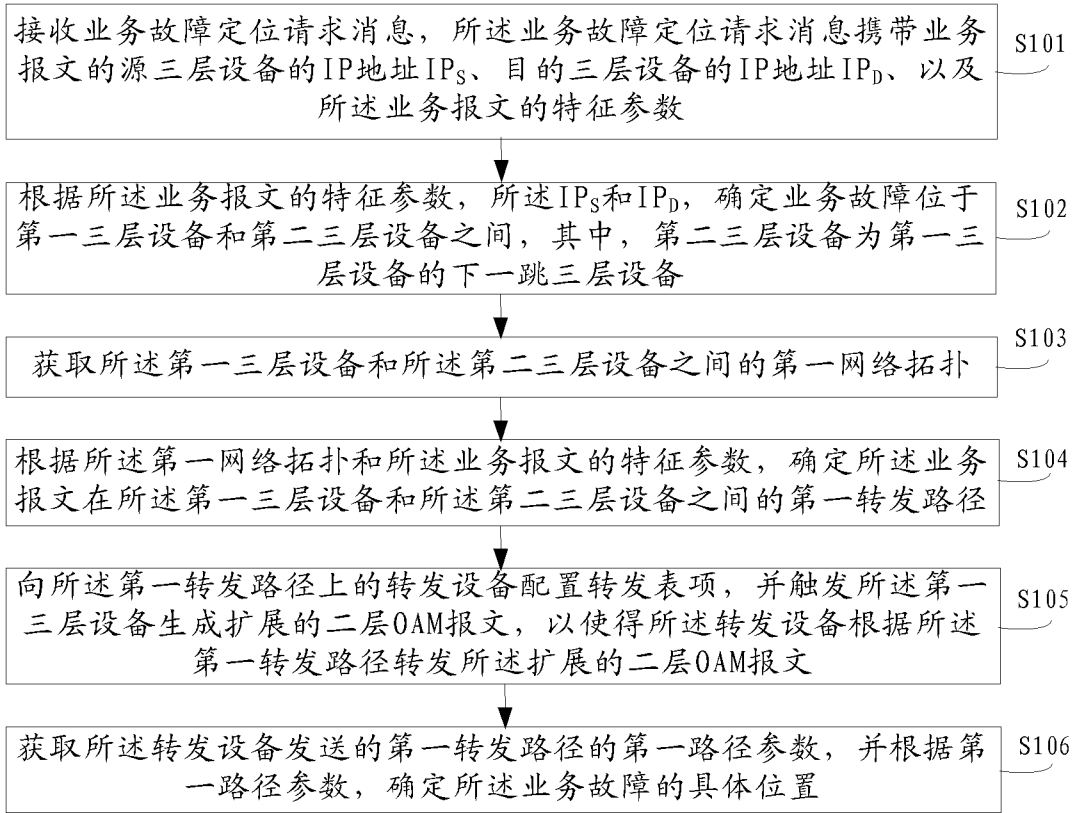 接收业务故障定位请求消息，所述业务故障定位请求消息携带业务
报文的源三层设备的IP地址IPS、目的三层设备的IP地址IPD、以及
所述业务报文的特征参数
S101
根据所述业务报文的特征参数，所述IPS和IPD，确定业务故障位于
第一三层设备和第二三层设备之间，其中，第二三层设备为第一三
层设备的下一跳三层设备
S102
获取所述第一三层设备和所述第二三层设备之间的第一网络拓扑
S103
根据所述第一网络拓扑和所述业务报文的特征参数，确定所述业务
报文在所述第一三层设备和所述第二三层设备之间的第一转发路径
S104
向所述第一转发路径上的转发设备配置转发表项，并触发所述第一
三层设备生成扩展的二层OAM报文，以使得所述转发设备根据所述
第一转发路径转发所述扩展的二层OAM报文
S105
获取所述转发设备发送的第一转发路径的第一路径参数，并根据第
一路径参数，确定所述业务故障的具体位置
S106